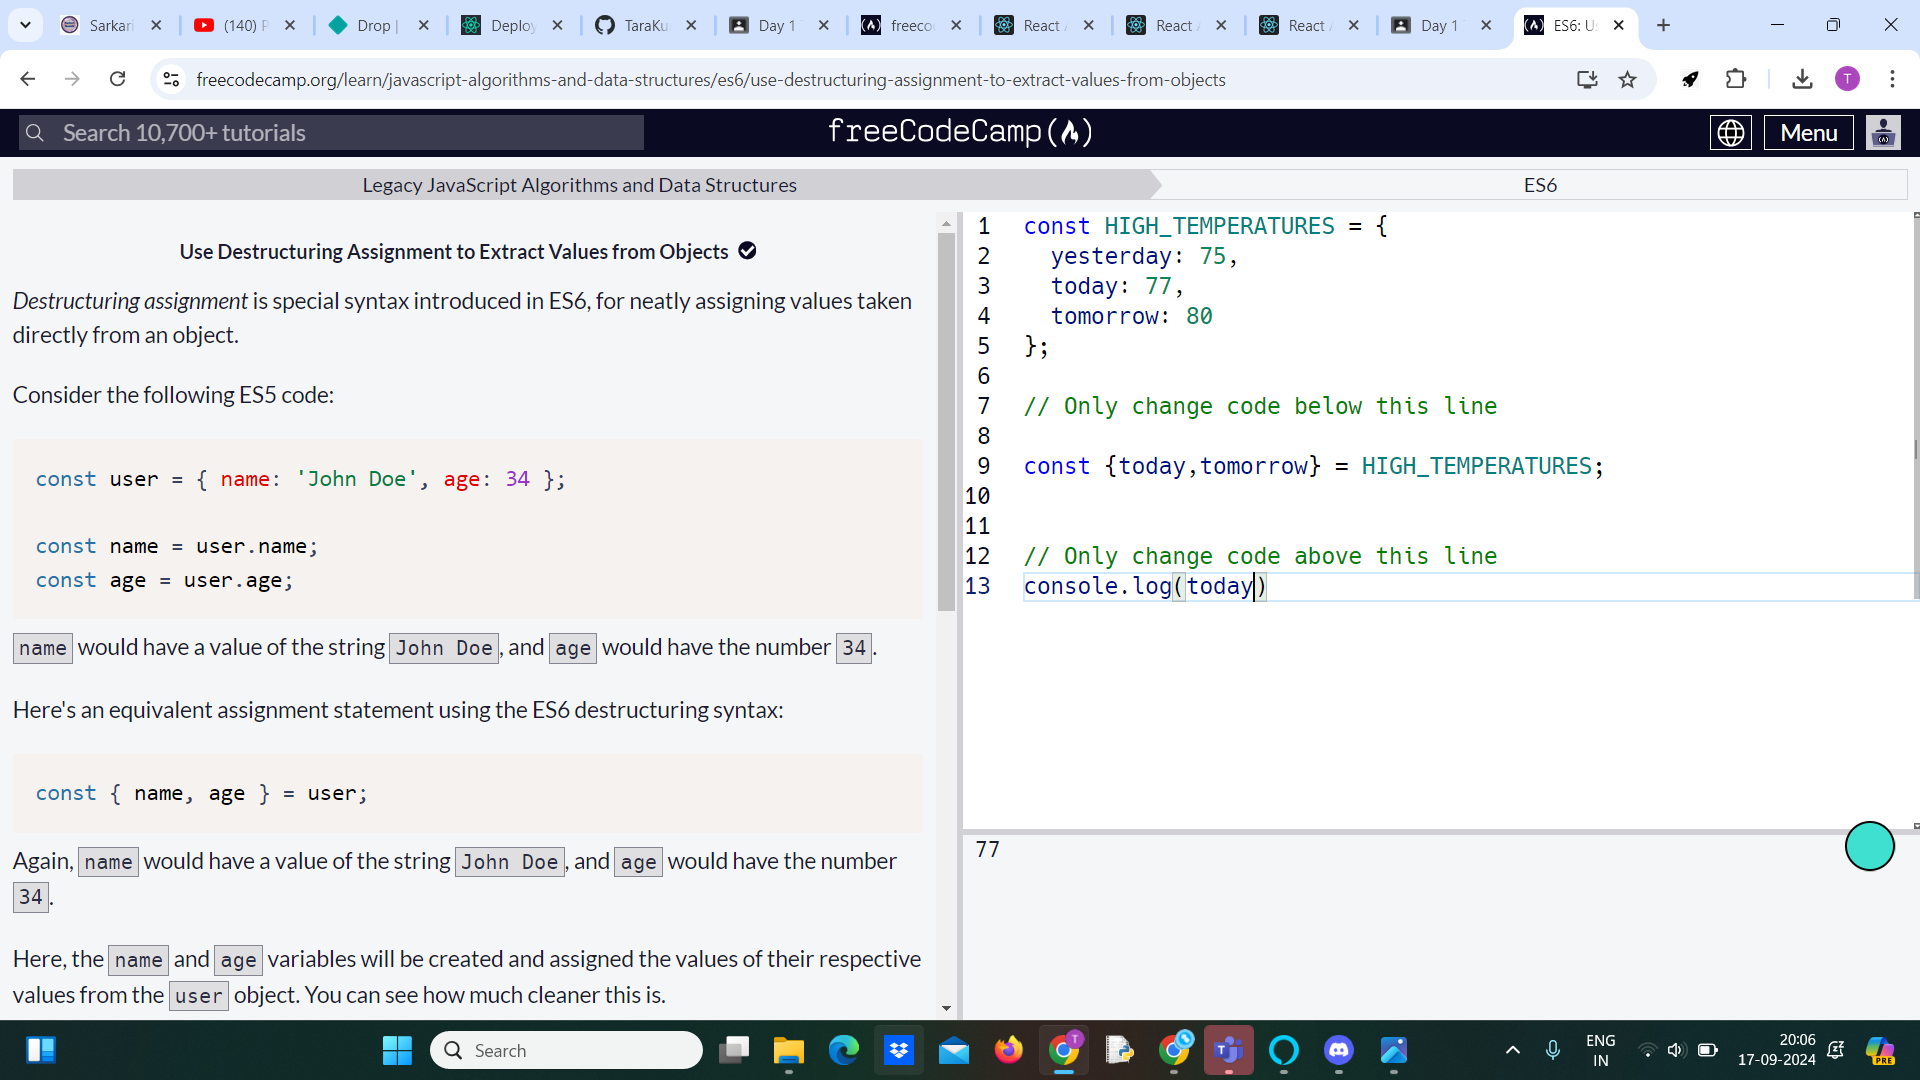 Sarkari
(140) P
Drop |
Deploy
TaraKu
Day 1
freeco
React A
React A
React A
Day 1
ES6: Us
freecodecamp.org/learn/javascript-algorithms-and-data-structures/es6/use-destructuring-assignment-to-extract-values-from-objects
T
Search 10,700+ tutorials
freeCodeCamp
Menu
Legacy JavaScript Algorithms and Data Structures
ES6
Use Destructuring Assignment to Extract Values from Objects
Destructuring assignment is special syntax introduced in ES6, for neatly assigning values taken
directly from an object.
Consider the following ES5 code:
const user = { name: 'John Doe', age: 34 };
const name = user.name;
const age = user.age;
name would have a value of the string John Doe, and age would have the number 34.
Here's an equivalent assignment statement using the ES6 destructuring syntax:
const { name, age } = user;
Again, name would have a value of the string John Doe, and age would have the number
34.
Here, the name and age variables will be created and assigned the values of their respective
values from the user object. You can see how much cleaner this is.
1 const HIGH_TEMPERATURES = {
2 yesterday: 75,
3 today: 77,
4 tomorrow: 80
5 };
6
7 // Only change code below this line
8
9 const {today,tomorrow} = HIGH_TEMPERATURES;
10
11
12 // Only change code above this line
13 console.log(today)
77
Search
ENG
IN
20:06
17-09-2024
PRE